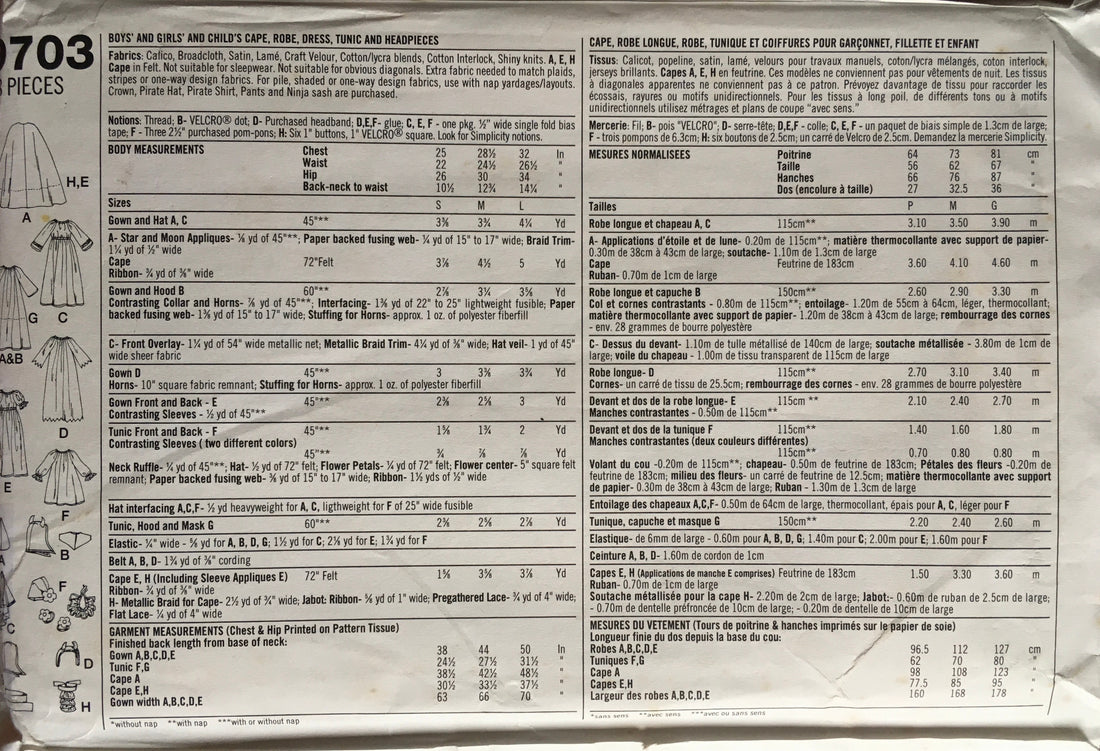 9703
PIECES
H,E
A
G
C
A&B
D
E
F
B
F
C
D
H
BOYS' AND GIRLS' AND CHILD'S CAPE, ROBE, DRESS, TUNIC AND HEADPIECES
Fabrics: Calico, Broadcloth, Satin, Lamé, Craft Velour, Cotton/lycra blends, Cotton Interlock, Shiny knits. A, E, H
Cape in Felt. Not suitable for sleepwear. Not suitable for obvious diagonals. Extra fabric needed to match plaids,
stripes or one-way design fabrics. For pile, shaded or one-way design fabrics, use with nap yardages/layouts.
Crown, Pirate Hat, Pirate Shirt, Pants and Ninja sash are purchased.
Notions: Thread; B- VELCRO® dot; D- Purchased headband; D,E,F- glue; C, E, F - one pkg. ½" wide single fold bias
tape; F - Three 2½" purchased pom-pons; H: Six 1" buttons, 1" VELCRO® square. Look for Simplicity notions.
BODY MEASUREMENTS Chest 25 28½ 32 In
Waist 22 24½ 26½ "
Hip 26 30 34 "
Back-neck to waist 10½ 12¾ 14¼ "
Sizes S M L
Gown and Hat A, C 45"*** 3⅜ 3¾ 4¼ Yd
A- Star and Moon Appliques- ⅛ yd of 45"**; Paper backed fusing web- ¼ yd of 15" to 17" wide; Braid Trim-
1¼ yd of ½" wide
Cape 72"Felt 3⅞ 4½ 5 Yd
Ribbon- ¾ yd of ⅜" wide
Gown and Hood B 60"** 2⅞ 3¼ 3⅝ Yd
Contrasting Collar and Horns- ⅞ yd of 45"**; Interfacing- 1⅜ yd of 22" to 25" lightweight fusible; Paper
backed fusing web- 1⅜ yd of 15" to 17" wide; Stuffing for Horns- approx. 1 oz. of polyester fiberfill
C- Front Overlay- 1¼ yd of 54" wide metallic net; Metallic Braid Trim- 4¼ yd of ⅜" wide; Hat veil- 1 yd of 45"
wide sheer fabric
Gown D 45"** 3 3⅜ 3¾ Yd
Horns- 10" square fabric remnant; Stuffing for Horns- approx. 1 oz. of polyester fiberfill
Gown Front and Back - E 45"** 2⅜ 2⅝ 3 Yd
Contrasting Sleeves - ½ yd of 45"**
Tunic Front and Back - F 45"** 1⅝ 1¾ 2 Yd
Contrasting Sleeves ( two different colors)
45"** ¾ ⅞ ⅞ Yd
Neck Ruffle- ¼ yd of 45"**; Hat- ½ yd of 72" felt; Flower Petals- ¼ yd of 72" felt; Flower center- 5" square felt
remnant; Paper backed fusing web- ⅜ yd of 15" to 17" wide; Ribbon- 1⅜ yd of ½" wide
Hat interfacing A,C,F- ½ yd heavyweight for A, C, ligthweight for F of 25" wide fusible
Tunic, Hood and Mask G 60"** 2⅜ 2⅝ 2⅞ Yd
Elastic- ¼" wide - ⅝ yd for A, B, D, G; 1½ yd for C; 2⅛ yd for E; 1¾ yd for F
Belt A, B, D- 1¾ yd of ⅜" cording
Cape E, H (Including Sleeve Appliques E) 72" Felt 1⅝ 3⅝ 3⅞ Yd
Ribbon- ¾ yd of ⅜" wide
H- Metallic Braid for Cape- 2½ yd of ¾" wide; Jabot: Ribbon- ⅝ yd of 1" wide; Pregathered Lace- ¾ yd of 4" wide;
Flat Lace- ¼ yd of 4" wide
GARMENT MEASUREMENTS (Chest & Hip Printed on Pattern Tissue)
Finished back length from base of neck:
Gown A,B,C,D,E 38 44 50 In
Tunic F,G 24½ 27½ 31½ "
Cape A 38½ 42½ 48½ "
Cape E,H 30½ 33½ 37½ "
Gown width A,B,C,D,E 63 66 70 "
*without nap **with nap ***with or without nap
CAPE, ROBE LONGUE, ROBE, TUNIQUE ET COIFFURES POUR GARÇONNET, FILLETTE ET ENFANT
Tissus: Calicot, popeline, satin, lamé, velours pour travaux manuels, coton/lycra mélangés, coton interlock,
jerseys brillants. Capes A, E, H en feutrine. Ces modèles ne conviennent pas pour vêtements de nuit. Les tissus
à diagonales apparentes ne conviennent pas à ce patron. Prévoyez davantage de tissu pour raccorder les
écossais, rayures ou motifs unidirectionnels. Pour les tissus à long poil. de différents tons ou à motifs
unidirectionels utilisez métrages et plans de coupe "avec sens."
Mercerie: Fil; B- pois "VELCRO"; D- serre-tête; D,E,F - colle; C, E, F - un paquet de biais simple de 1.3cm de large;
F - trois pompons de 6.3cm; H: six boutons de 2.5cm; un carré de Velcro de 2.5cm. Demandez la mercerie Simplicity.
MESURES NORMALISEES Poitrine 64 73 81 cm
Taille 56 62 67 "
Hanches 66 76 87 "
Dos (encolure à taille) 27 32.5 36 "
Tailles P M G
Robe longue et chapeau A, C 115cm** 3.10 3.50 3.90 m
A- Applications d'étoile et de lune- 0.20m de 115cm**; matière thermocollante avec support de papier-
0.30m de 38cm à 43cm de large; soutache- 1.10m de 1.3cm de large
Cape Feutrine de 183cm 3.60 4.10 4.60 m
Ruban- 0.70m de 1cm de large
Robe longue et capuche B 150cm** 2.60 2.90 3.30 m
Col et cornes contrastants - 0.80m de 115cm**; entoilage- 1.20m de 55cm à 64cm, léger, thermocollant;
matière thermocollante avec support de papier- 1.20m de 38cm à 43cm de large; rembourrage des cornes
- env. 28 grammes de bourre polyestère
C- Dessus du devant- 1.10m de tulle métallisé de 140cm de large; soutache métallisée - 3.80m de 1cm de
large; voile du chapeau - 1.00m de tissu transparent de 115cm de large
Robe longue- D 115cm** 2.70 3.10 3.40 m
Cornes- un carré de tissu de 25.5cm; rembourrage des cornes - env. 28 grammes de bourre polyestère
Devant et dos de la robe longue- E 115cm ** 2.10 2.40 2.70 m
Manches contrastantes - 0.50m de 115cm**
Devant et dos de la tunique F 115cm** 1.40 1.60 1.80 m
Manches contrastantes (deux couleurs différentes)
115cm** 0.70 0.80 0.80 m
Volant du cou -0.20m de 115cm**; chapeau- 0.50m de feutrine de 183cm; Pétales des fleurs -0.20m de
feutrine de 183cm; milieu des fleurs- un carré de feutrine de 12.5cm; matière thermocollante avec support
de papier- 0.30m de 38cm à 43cm de large; Ruban - 1.30m de 1.3cm de large
Entoilage des chapeaux A,C,F- 0.50m de 64cm de large, thermocollant, épais pour A, C, léger pour F
Tunique, capuche et masque G 150cm** 2.20 2.40 2.60 m
Elastique- de 6mm de large - 0.60m pour A, B, D, G; 1.40m pour C; 2.00m pour E; 1.60m pour F
Ceinture A, B, D- 1.60m de cordon de 1cm
Capes E, H (Applications de manche E comprises) Feutrine de 183cm 1.50 3.30 3.60 m
Ruban- 0.70m de 1cm de large
Soutache métallisée pour la cape H- 2.20m de 2cm de large; Jabot:- 0.60m de ruban de 2.5cm de large;
- 0.70m de dentelle préfroncée de 10cm de large; - 0.20m de dentelle de 10cm de large
MESURES DU VETEMENT (Tours de poitrine & hanches imprimés sur le papier de soie)
Longueur finie du dos depuis la base du cou:
Robes A,B,C,D,E 96.5 112 127 cm
Tuniques F,G 62 70 80 "
Cape A 98 108 123 "
Capes E,H 77.5 85 95 "
Largeur des robes A,B,C,D,E 160 168 178 "
*sans sens **avec sens ***avec ou sans sens